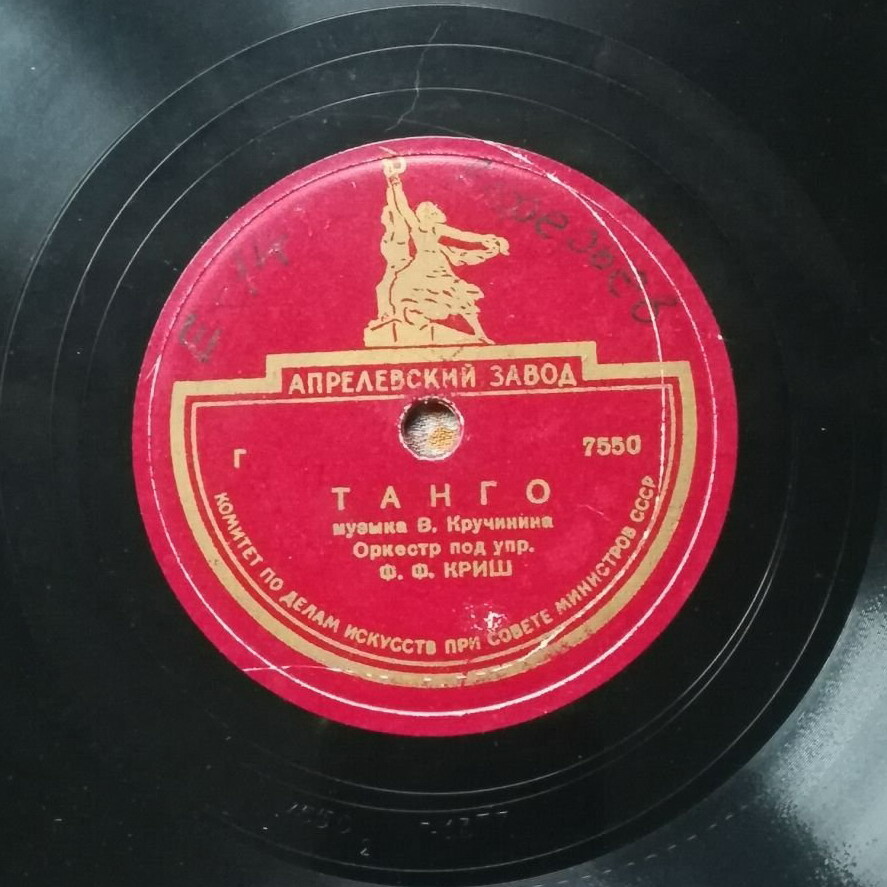 АПРЕЛЕВСКИЙ ЗАВОД
Г 7550
ТАНГО
музыка В. Кручинина
Оркестр под упр.
Ф. Ф. КРИШ
КОМИТЕТ ПО ДЕЛАМ ИСКУССТВ ПРИ СОВЕТЕ МИНИСТРОВ СССР